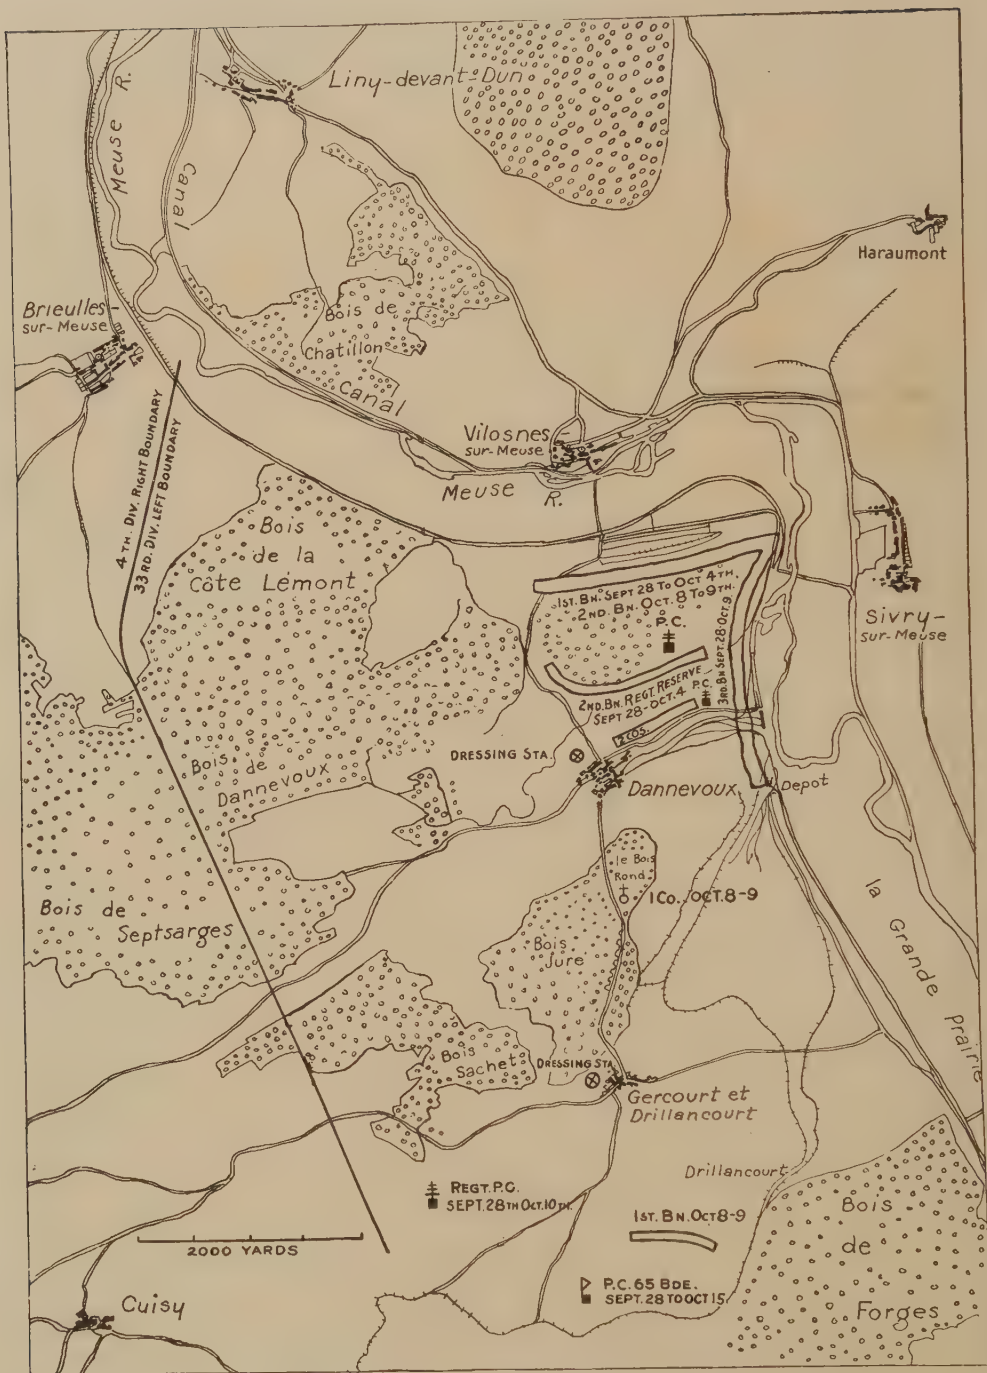 Liny-devant-Dun
Meuse R.
Canal
Haraumont
Brieulles-
sur-Meuse
Bois de
Chatillon
Canal
4TH. DIV. RIGHT BOUNDARY
33RD. DIV. LEFT BOUNDARY
Vilosnes-
sur-Meuse
Meuse R.
Bois
de la
Côte Lémont
1ST. BN. SEPT 28 TO OCT 4TH.
2ND. BN. OCT. 8 TO 9TH.
P.C.
3RD. BN SEPT. 28-OCT. 9
2ND. BN. REGT. RESERVE
SEPT 28-OCT. 4
P.C.
2 COS.
Sivry-
sur-Meuse
DRESSING STA.
Bois de
Dannevoux
Dannevoux
Depot
le Bois
Rond
1 Co. OCT. 8-9
Bois de
Septsarges
Bois
Juré
la Grande Prairie
Bois
Sachet
DRESSING STA.
Gercourt et
Drillancourt
Drillancourt
REGT. P.C.
SEPT. 28TH OCT. 10TH.
1ST. BN. OCT 8-9
Bois
de
Forges
2000 YARDS
P.C. 65 BDE.
SEPT. 28 TO OCT 15
Cuisy